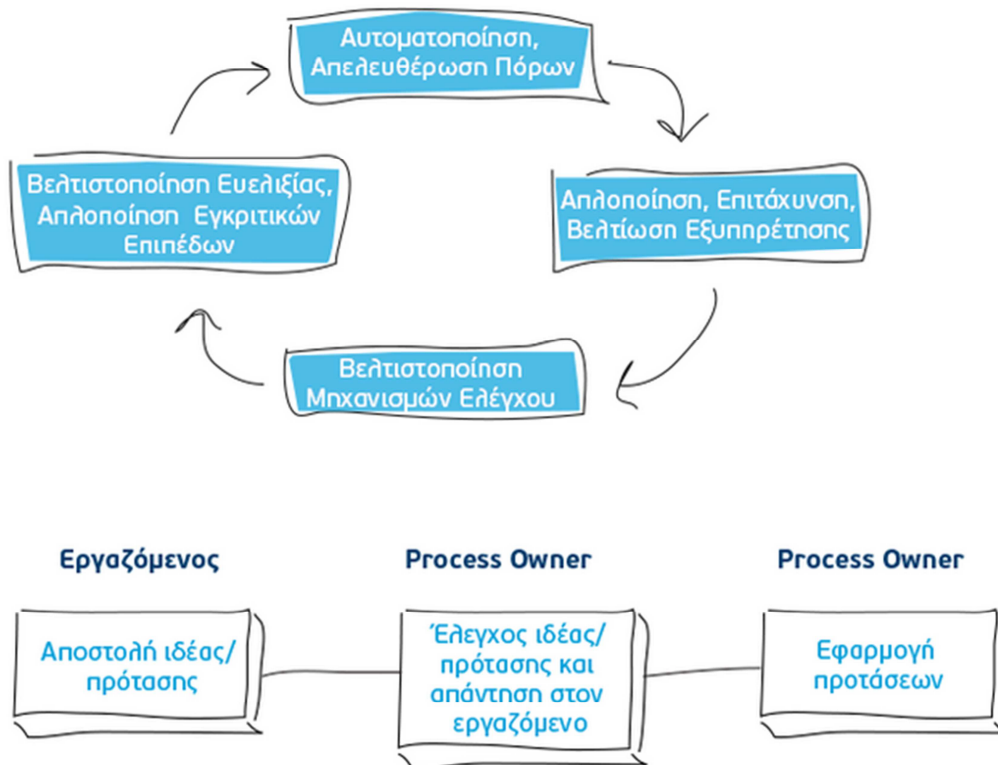 Αυτοματοποίηση,
Απελευθέρωση Πόρων
Βελτιστοποίηση Ευελιξίας,
Απλοποίηση Εγκριτικών
Επιπέδων
Απλοποίηση, Επιτάχυνση,
Βελτίωση Εξυπηρέτησης
Βελτιστοποίηση
Μηχανισμών Ελέγχου
Εργαζόμενος
Process Owner
Process Owner
Αποστολή ιδέας/
πρότασης
Έλεγχος ιδέας/
πρότασης και
απάντηση στον
εργαζόμενο
Εφαρμογή
προτάσεων